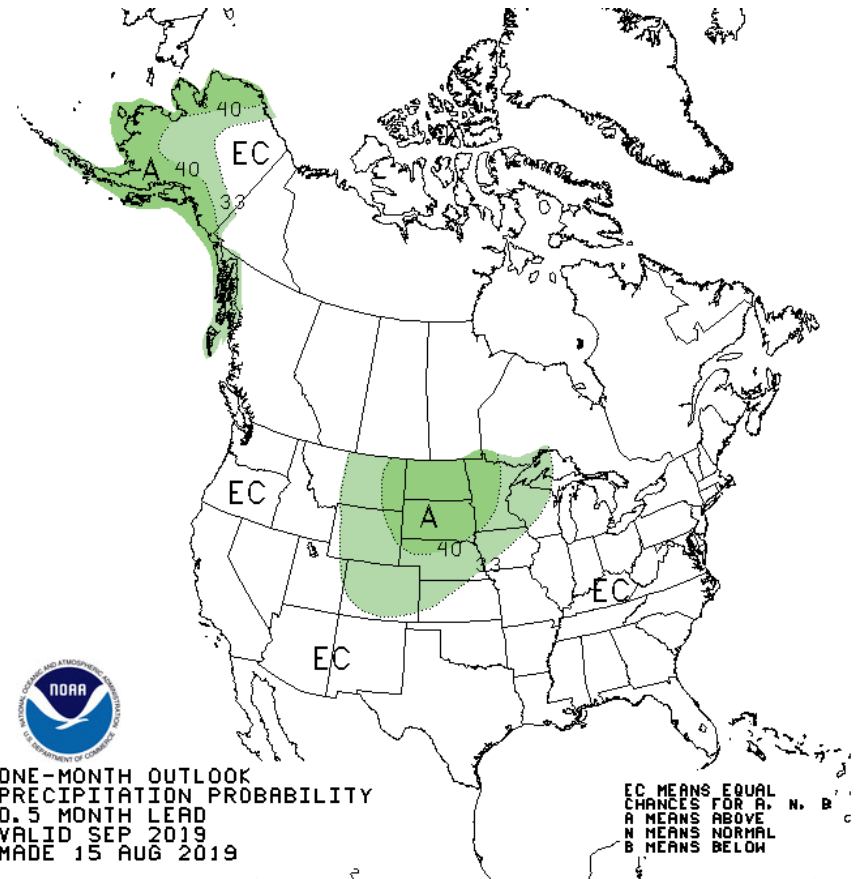 40
EC
A 40
33
EC
A
40
33
EC
EC
NATIONAL OCEANIC AND ATMOSPHERIC ADMINISTRATION
NOAA
U.S. DEPARTMENT OF COMMERCE
ONE-MONTH OUTLOOK
PRECIPITATION PROBABILITY
0.5 MONTH LEAD
VALID SEP 2019
MADE 15 AUG 2019
EC MEANS EQUAL
CHANCES FOR A, N, B
A MEANS ABOVE
N MEANS NORMAL
B MEANS BELOW